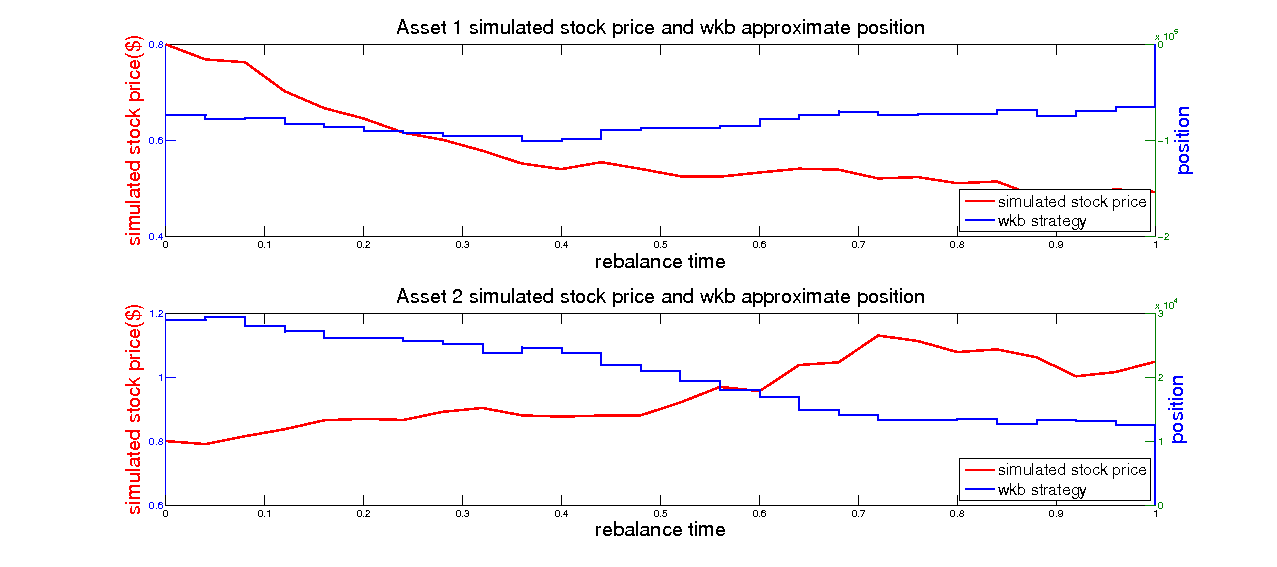 Asset 1 simulated stock price and wkb approximate position
x 10
0.8
0.6
0.4
simulated stock price($)
0
-1
-2
position
simulated stock price
wkb strategy
0 0.1 0.2 0.3 0.4 0.5 0.6 0.7 0.8 0.9 1
rebalance time
Asset 2 simulated stock price and wkb approximate position
x 10^4
1.2
1
0.8
0.6
simulated stock price($)
3
2
1
0
position
simulated stock price
wkb strategy
0 0.1 0.2 0.3 0.4 0.5 0.6 0.7 0.8 0.9 1
rebalance time